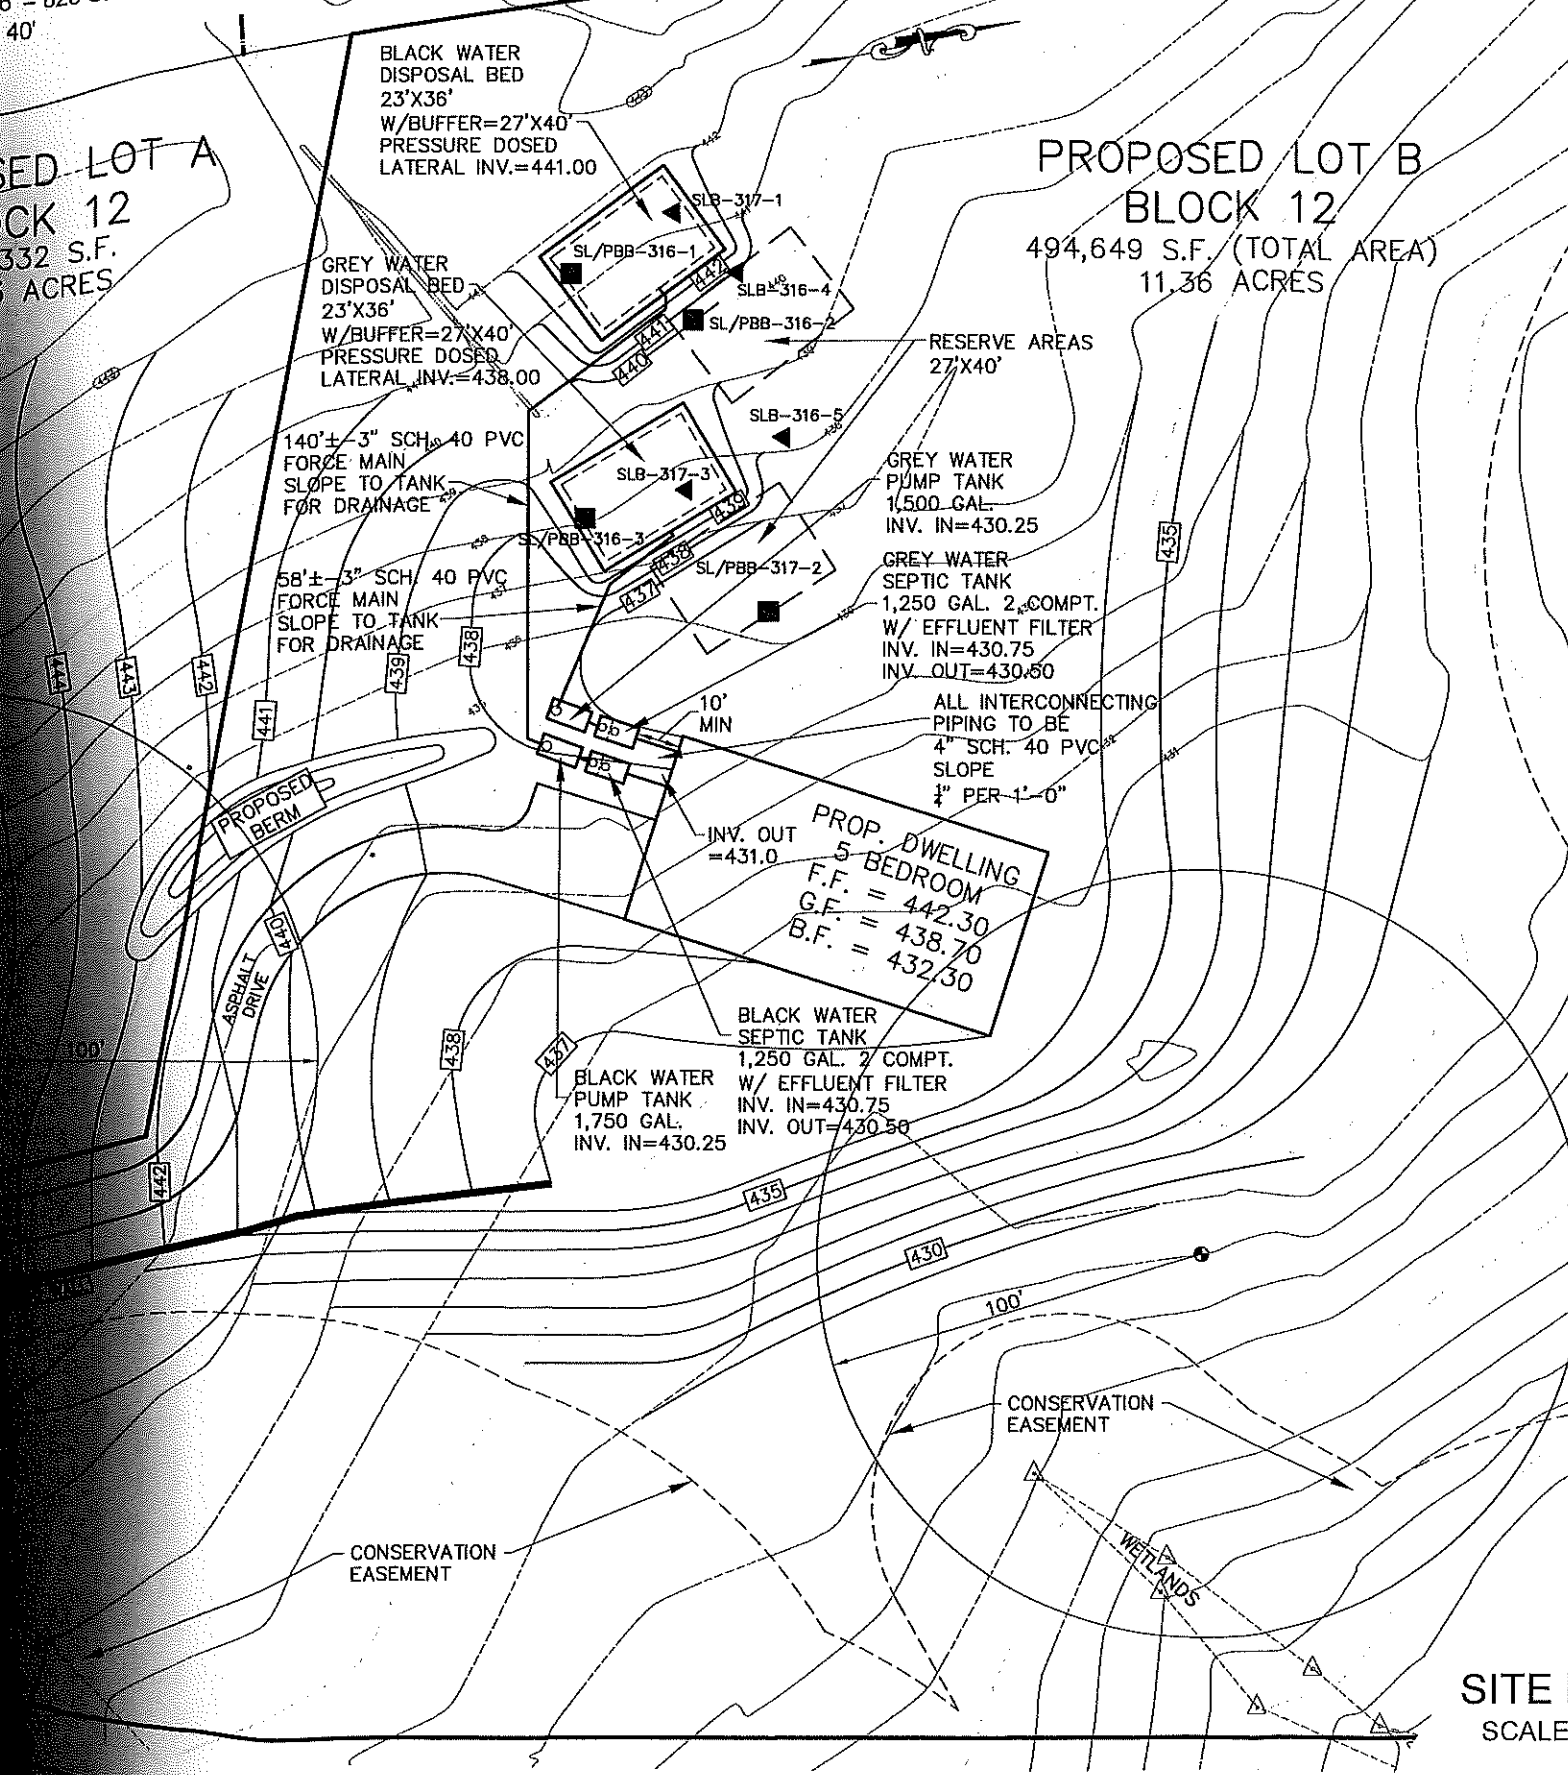 40'
BLACK WATER
DISPOSAL BED
23'X36'
W/BUFFER=27'X40'
PRESSURE DOSED
LATERAL INV.=441.00
LOT A
12
332 S.F.
ACRES
PROPOSED LOT B
BLOCK 12
494,649 S.F. (TOTAL AREA)
11.36 ACRES
442
SLB-317-1
SL/PBB-316-1
442
SLB-316-4
SL/PBB-316-2
441
440
GREY WATER
DISPOSAL BED
23'X36'
W/BUFFER=27'X40'
PRESSURE DOSED
LATERAL INV.=438.00
RESERVE AREAS
27'X40'
SLB-316-5
140'±-3" SCH. 40 PVC
FORCE MAIN
SLOPE TO TANK
FOR DRAINAGE
SLB-317-3
439
SL/PBB-316-3
438
437
SL/PBB-317-2
GREY WATER
PUMP TANK
1,500 GAL.
INV. IN=430.25
435
GREY WATER
SEPTIC TANK
1,250 GAL. 2 COMPT.
W/ EFFLUENT FILTER
INV. IN=430.75
INV. OUT=430.50
58'±-3" SCH. 40 PVC
FORCE MAIN
SLOPE TO TANK
FOR DRAINAGE
444
443
442
441
439
438
10'
MIN
ALL INTERCONNECTING
PIPING TO BE
4" SCH. 40 PVC
SLOPE
¼" PER 1'-0"
431
PROPOSED
BERM
INV. OUT
=431.0
PROP. DWELLING
5 BEDROOM
F.F. = 442.30
G.F. = 438.70
B.F. = 432.30
440
ASPHALT
DRIVE
100'
438
437
BLACK WATER
SEPTIC TANK
1,250 GAL. 2 COMPT.
W/ EFFLUENT FILTER
INV. IN=430.75
INV. OUT=430.50
BLACK WATER
PUMP TANK
1,750 GAL.
INV. IN=430.25
442
435
430
100'
CONSERVATION
EASEMENT
CONSERVATION
EASEMENT
WETLANDS
SITE
SCALE